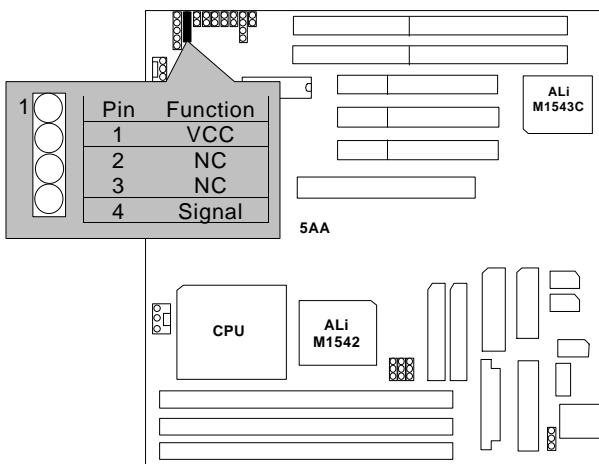 1
Pin Function
1 VCC
2 NC
3 NC
4 Signal
ALi
M1543C
5AA
CPU
ALi
M1542